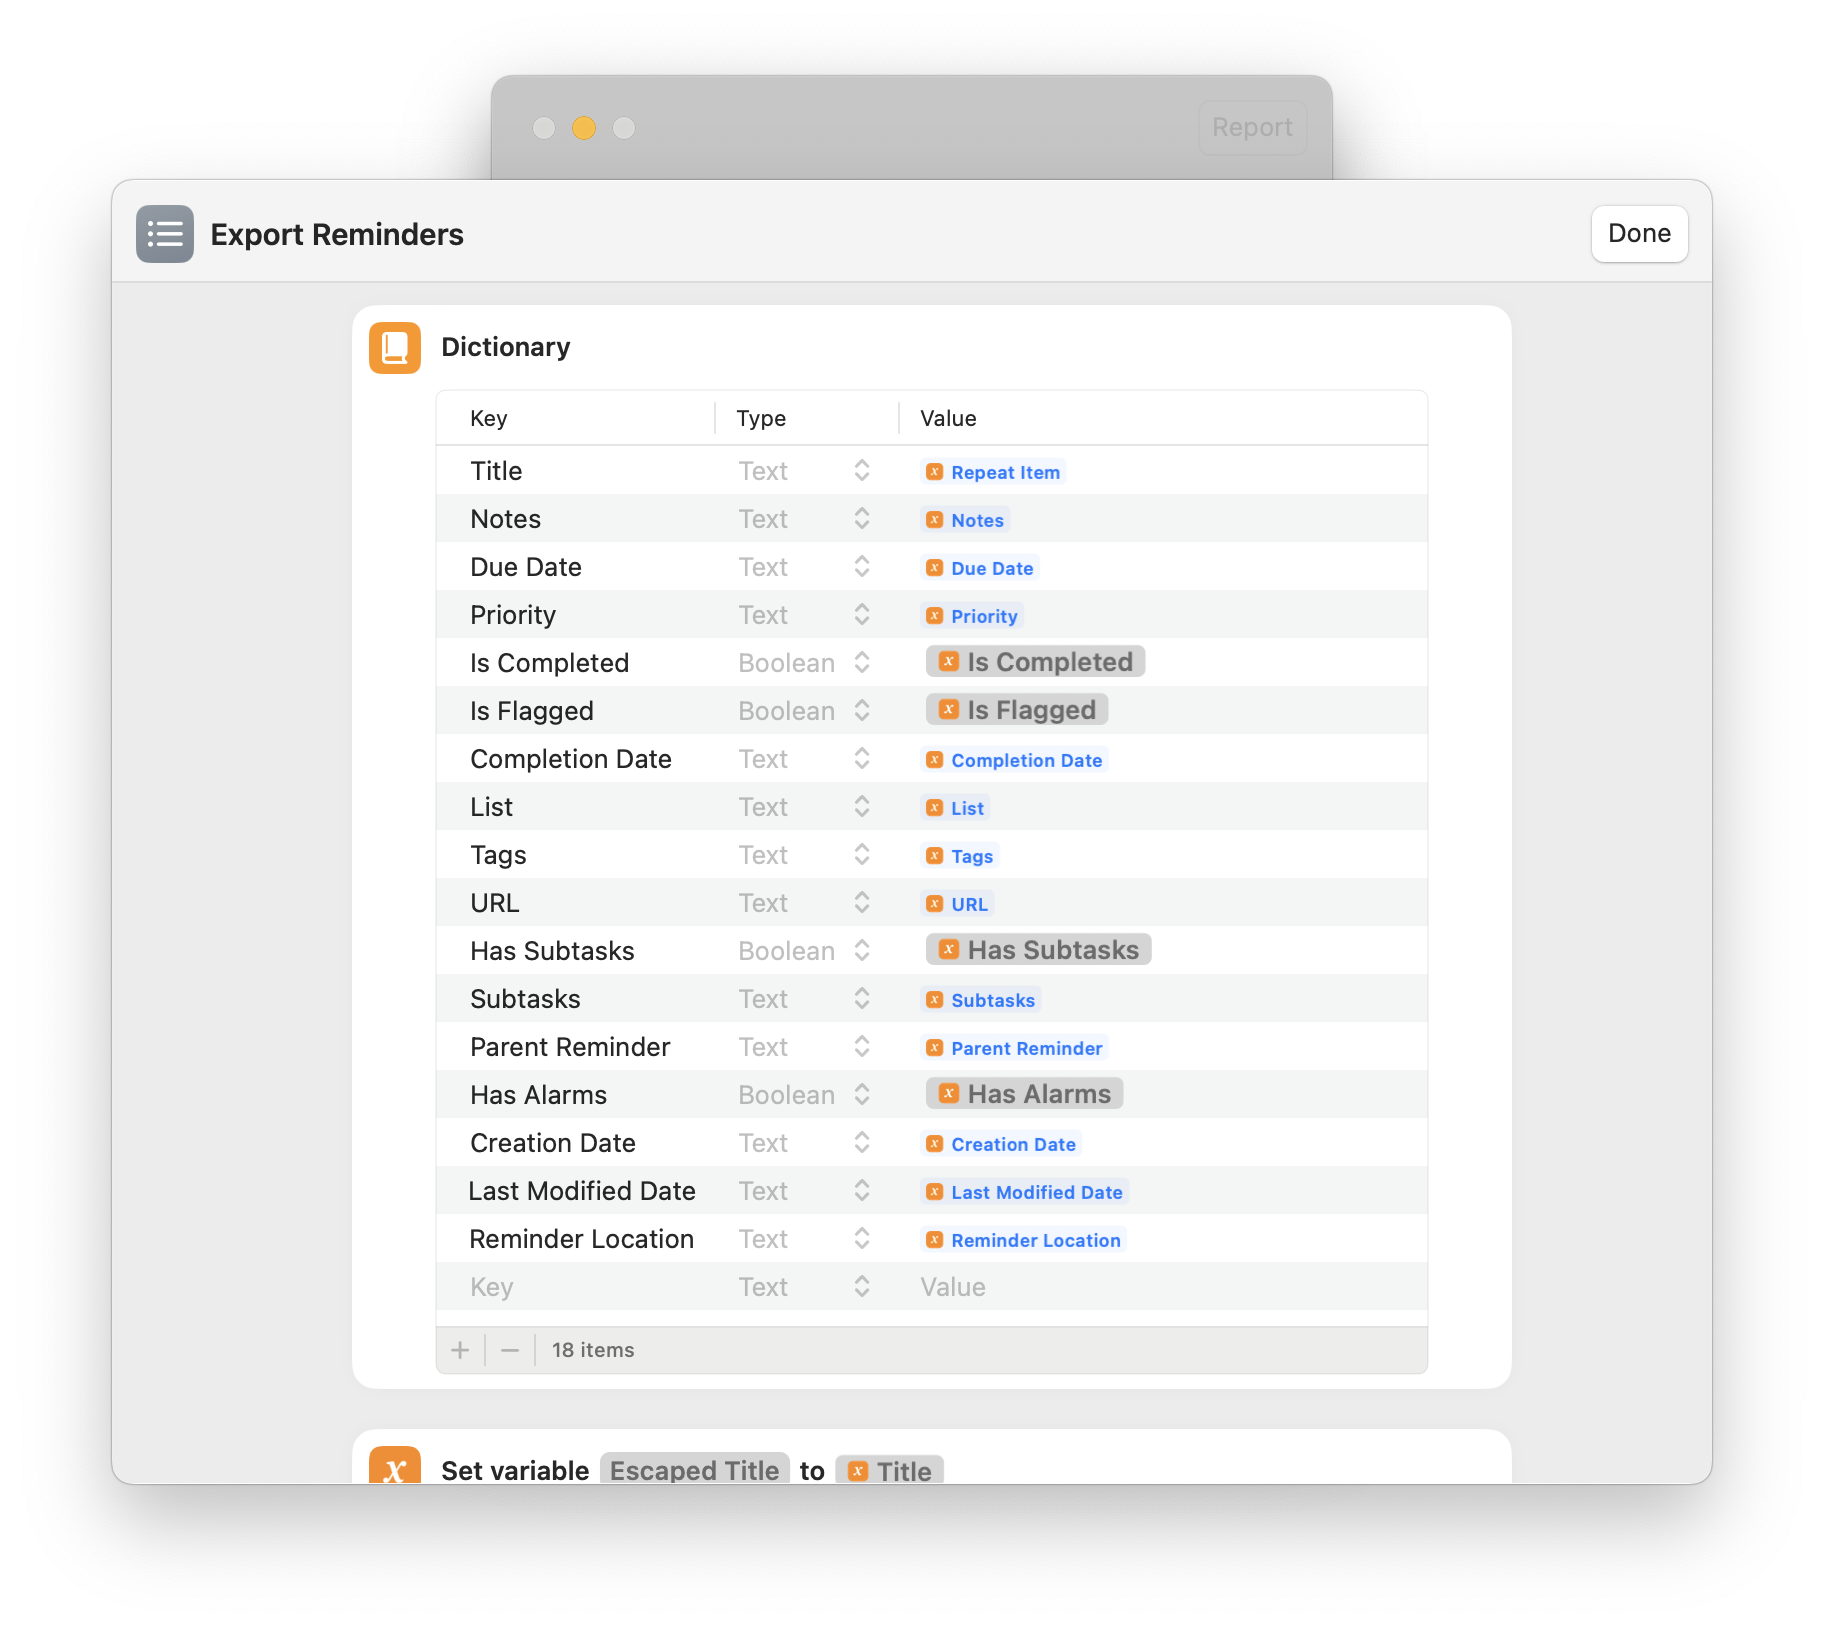 Report
Export Reminders
Done
Dictionary
Key Type Value
Title Text Repeat Item
Notes Text Notes
Due Date Text Due Date
Priority Text Priority
Is Completed Boolean Is Completed
Is Flagged Boolean Is Flagged
Completion Date Text Completion Date
List Text List
Tags Text Tags
URL Text URL
Has Subtasks Boolean Has Subtasks
Subtasks Text Subtasks
Parent Reminder Text Parent Reminder
Has Alarms Boolean Has Alarms
Creation Date Text Creation Date
Last Modified Date Text Last Modified Date
Reminder Location Text Reminder Location
Key Text Value
18 items
Set variable Escaped Title to Title